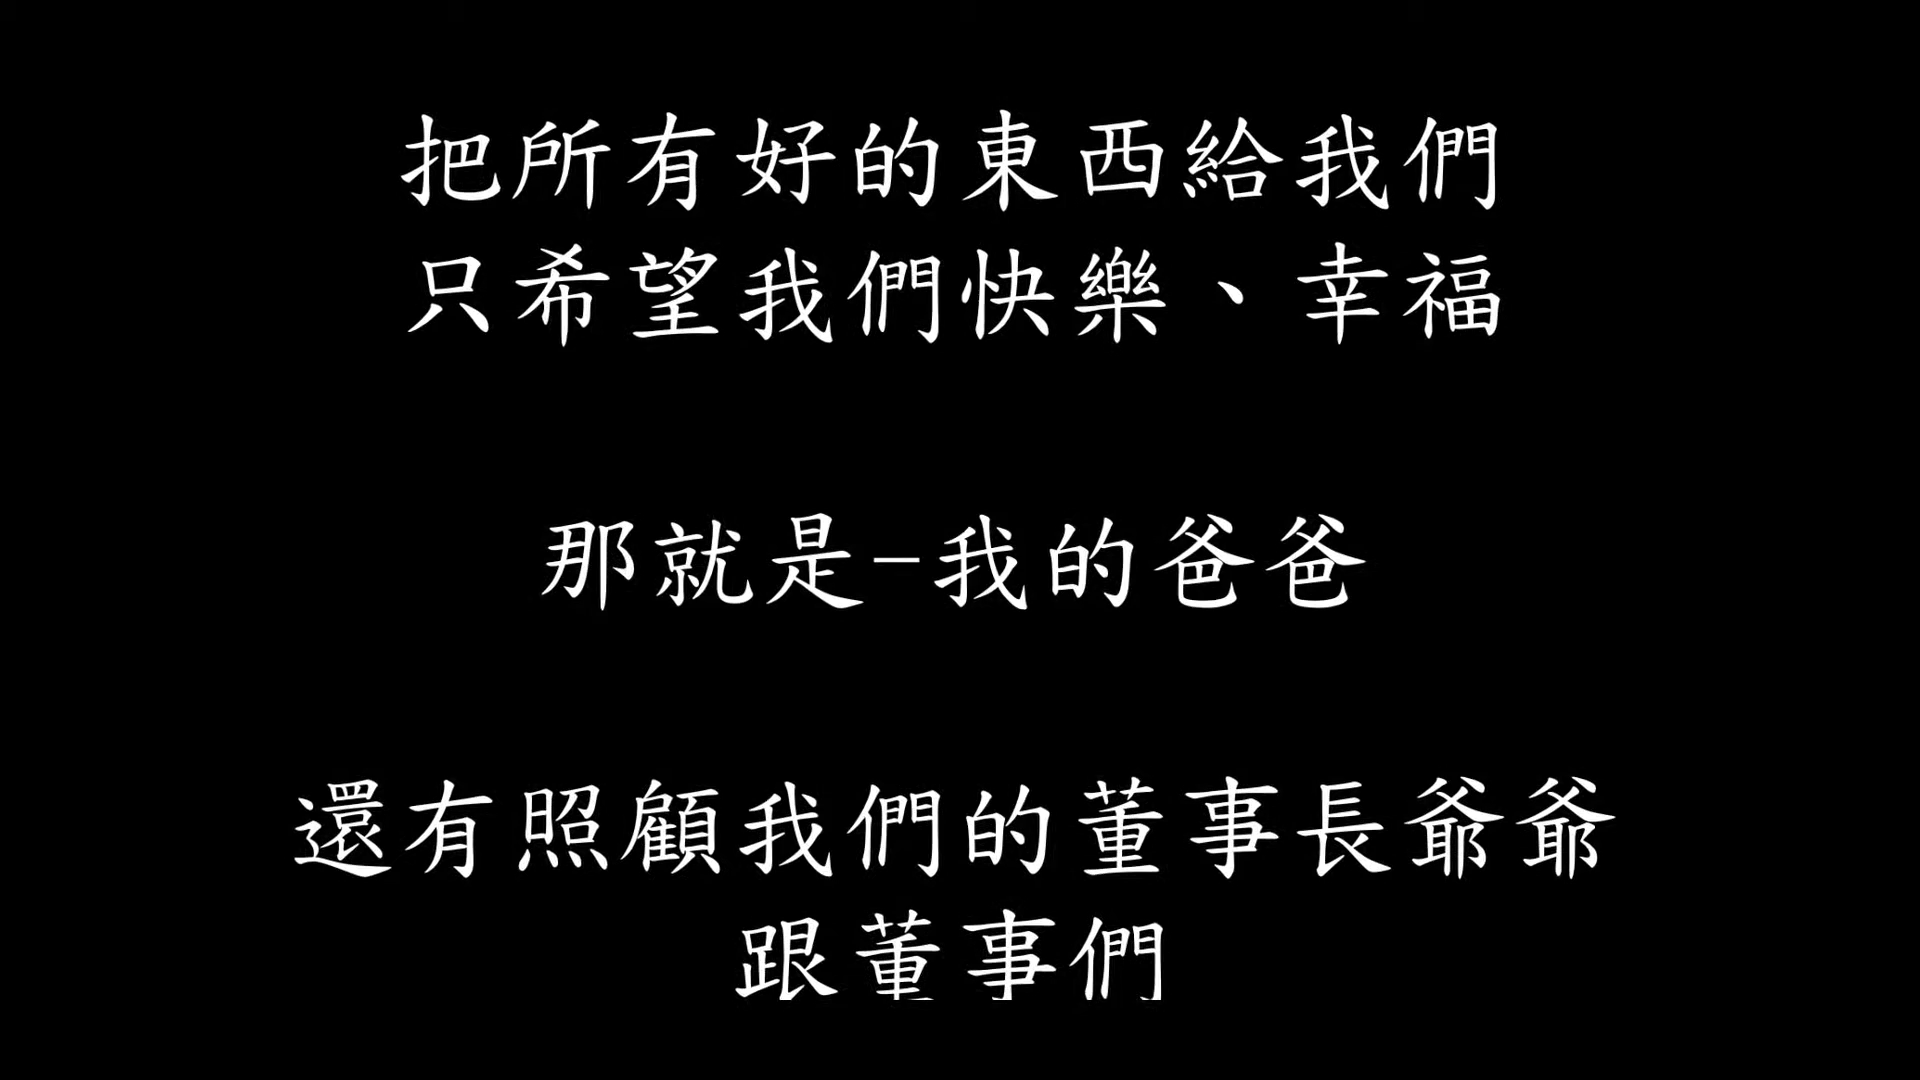 把所有好的東西給我們
只希望我們快樂、幸福
那就是-我的爸爸
還有照顧我們的董事長爺爺
跟董事們